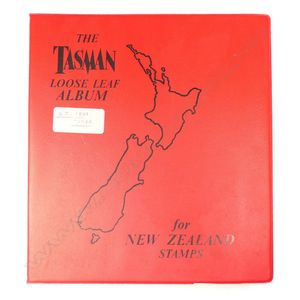 THE
TASMAN
LOOSE LEAF
ALBUM
for
NEW ZEALAND
STAMPS